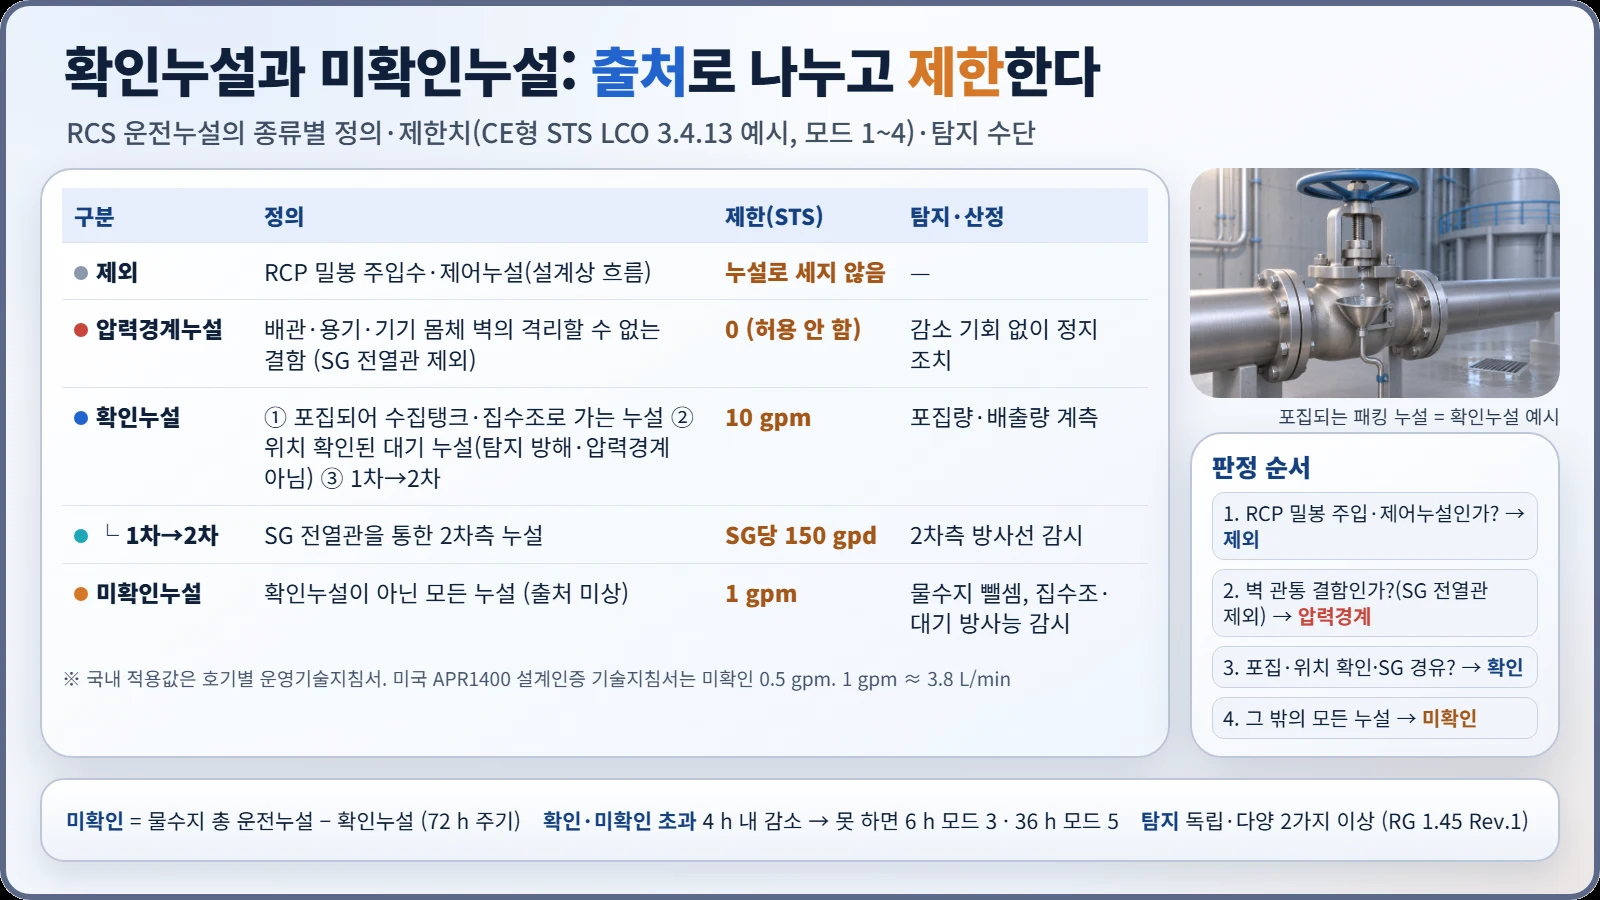 확인누설과 미확인누설: 출처로 나누고 제한한다
RCS 운전누설의 종류별 정의·제한치(CE형 STS LCO 3.4.13 예시, 모드 1~4)·탐지 수단
구분 정의 제한(STS) 탐지·산정
제외 RCP 밀봉 주입수·제어누설(설계상 흐름) 누설로 세지 않음 —
압력경계누설 배관·용기·기기 몸체 벽의 격리할 수 없는 0 (허용 안 함) 감소 기회 없이 정지
결함 (SG 전열관 제외) 조치
확인누설 ① 포집되어 수집탱크·집수조로 가는 누설 ② 10 gpm 포집량·배출량 계측
위치 확인된 대기 누설(탐지 방해·압력경계
아님) ③ 1차→2차
└ 1차→2차 SG 전열관을 통한 2차측 누설 SG당 150 gpd 2차측 방사선 감시
미확인누설 확인누설이 아닌 모든 누설 (출처 미상) 1 gpm 물수지 뺄셈, 집수조·
대기 방사능 감시
※ 국내 적용값은 호기별 운영기술지침서. 미국 APR1400 설계인증 기술지침서는 미확인 0.5 gpm. 1 gpm ≈ 3.8 L/min
포집되는 패킹 누설 = 확인누설 예시
판정 순서
1. RCP 밀봉 주입·제어누설인가? →
제외
2. 벽 관통 결함인가?(SG 전열관
제외) → 압력경계
3. 포집·위치 확인·SG 경유? → 확인
4. 그 밖의 모든 누설 → 미확인
미확인 = 물수지 총 운전누설 − 확인누설 (72 h 주기) 확인·미확인 초과 4 h 내 감소 → 못 하면 6 h 모드 3 · 36 h 모드 5 탐지 독립·다양 2가지 이상 (RG 1.45 Rev.1)